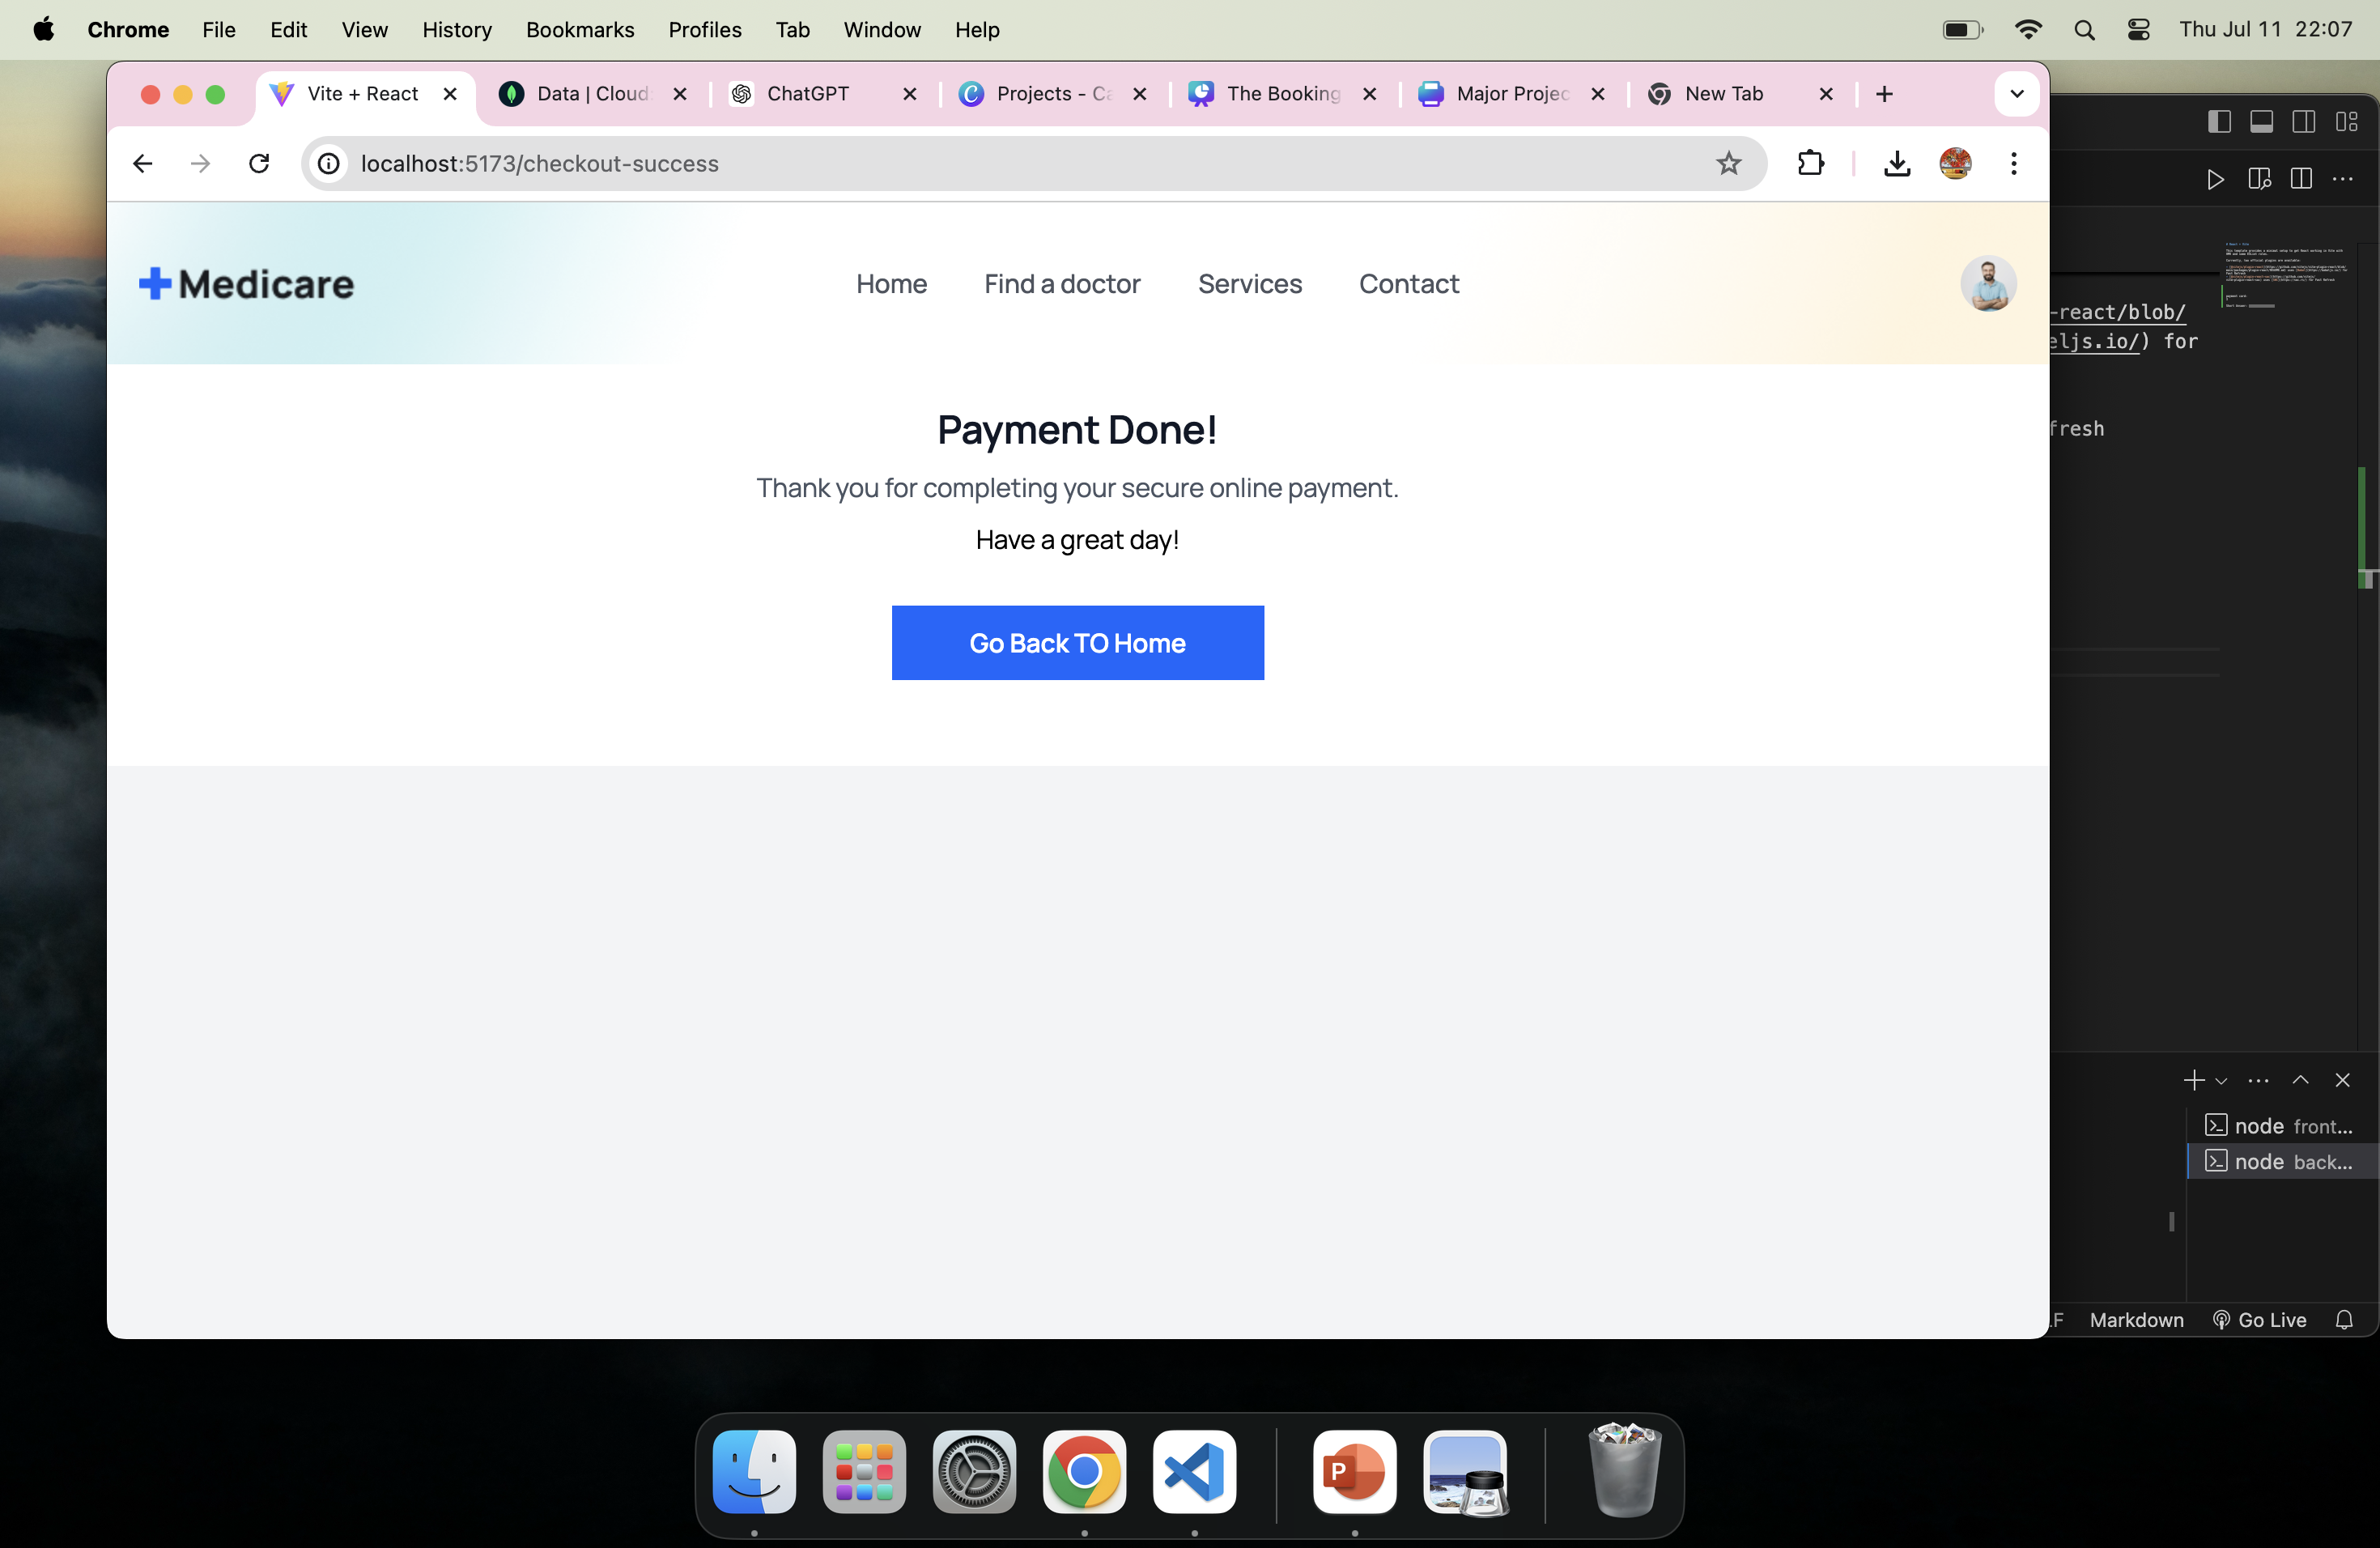 Chrome File Edit View History Bookmarks Profiles Tab Window Help Thu Jul 11 22:07
Vite + React Data | Cloud ChatGPT Projects - Ca The Booking Major Projec New Tab
localhost:5173/checkout-success
Medicare Home Find a doctor Services Contact
-react/blob/
eljs.io/) for
fresh
Payment Done!
Thank you for completing your secure online payment.
Have a great day!
Go Back TO Home
node front...
node back...
LF Markdown Go Live
P